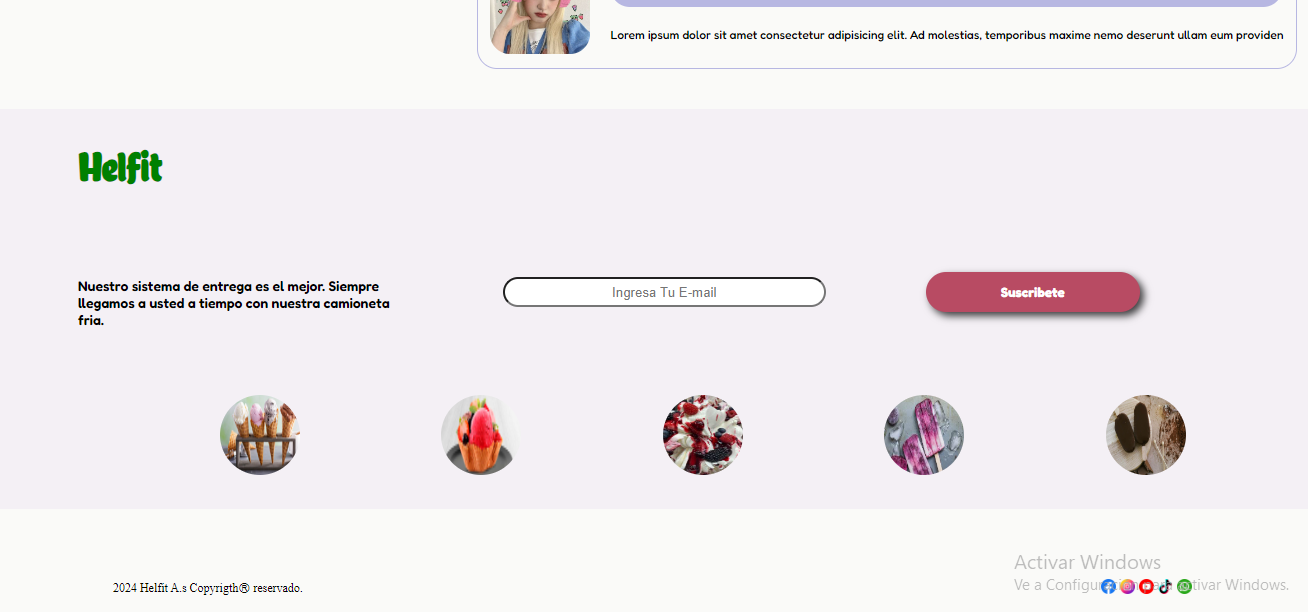 Lorem ipsum dolor sit amet consectetur adipisicing elit. Ad molestias, temporibus maxime nemo deserunt ullam eum providen
Helfit
Nuestro sistema de entrega es el mejor. Siempre
llegamos a usted a tiempo con nuestra camioneta
fria.
Ingresa Tu E-mail
Suscribete
2024 Helfit A.s Copyrigth® reservado.
Activar Windows
Ve a tivar Windows.